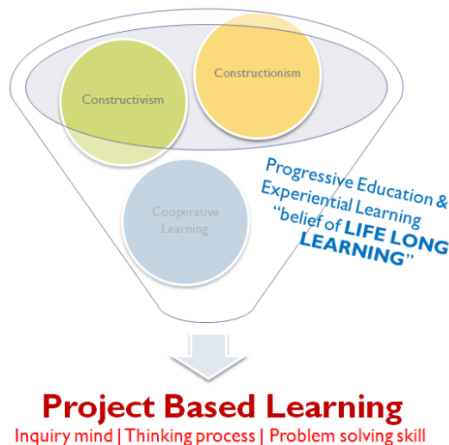 Constructionism
Constructivism
Cooperative
Learning
Progressive Education &
Experiential Learning
“belief of LIFE LONG
LEARNING”
Project Based Learning
Inquiry mind | Thinking process | Problem solving skill